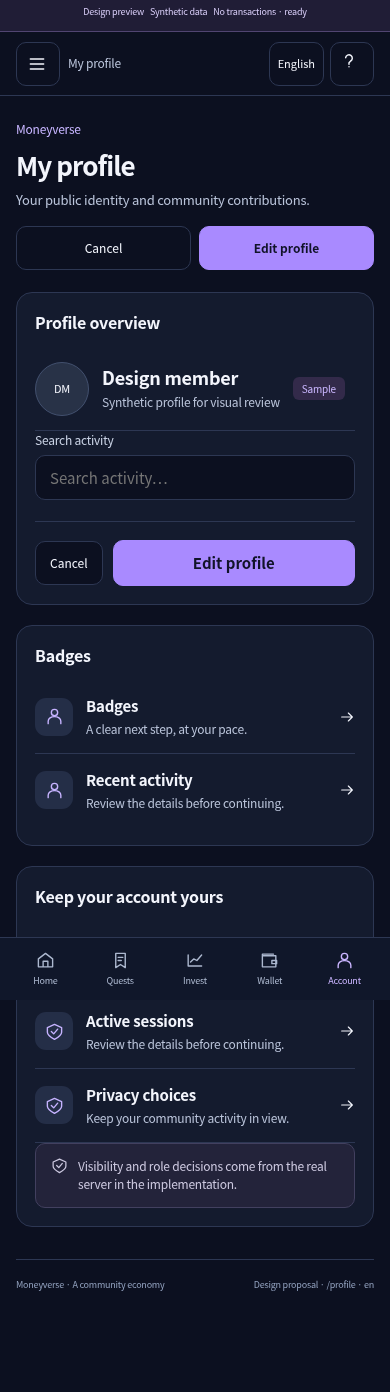 Design preview Synthetic data No transactions · ready
My profile
English
?
Moneyverse
My profile
Your public identity and community contributions.
Cancel
Edit profile
Profile overview
DM
Design member
Synthetic profile for visual review
Sample
Search activity
Search activity...
Cancel
Edit profile
Badges
Badges
A clear next step, at your pace.
Recent activity
Review the details before continuing.
Keep your account yours
Home
Quests
Invest
Wallet
Account
Active sessions
Review the details before continuing.
Privacy choices
Keep your community activity in view.
Visibility and role decisions come from the real
server in the implementation.
Moneyverse · A community economy
Design proposal · /profile · en